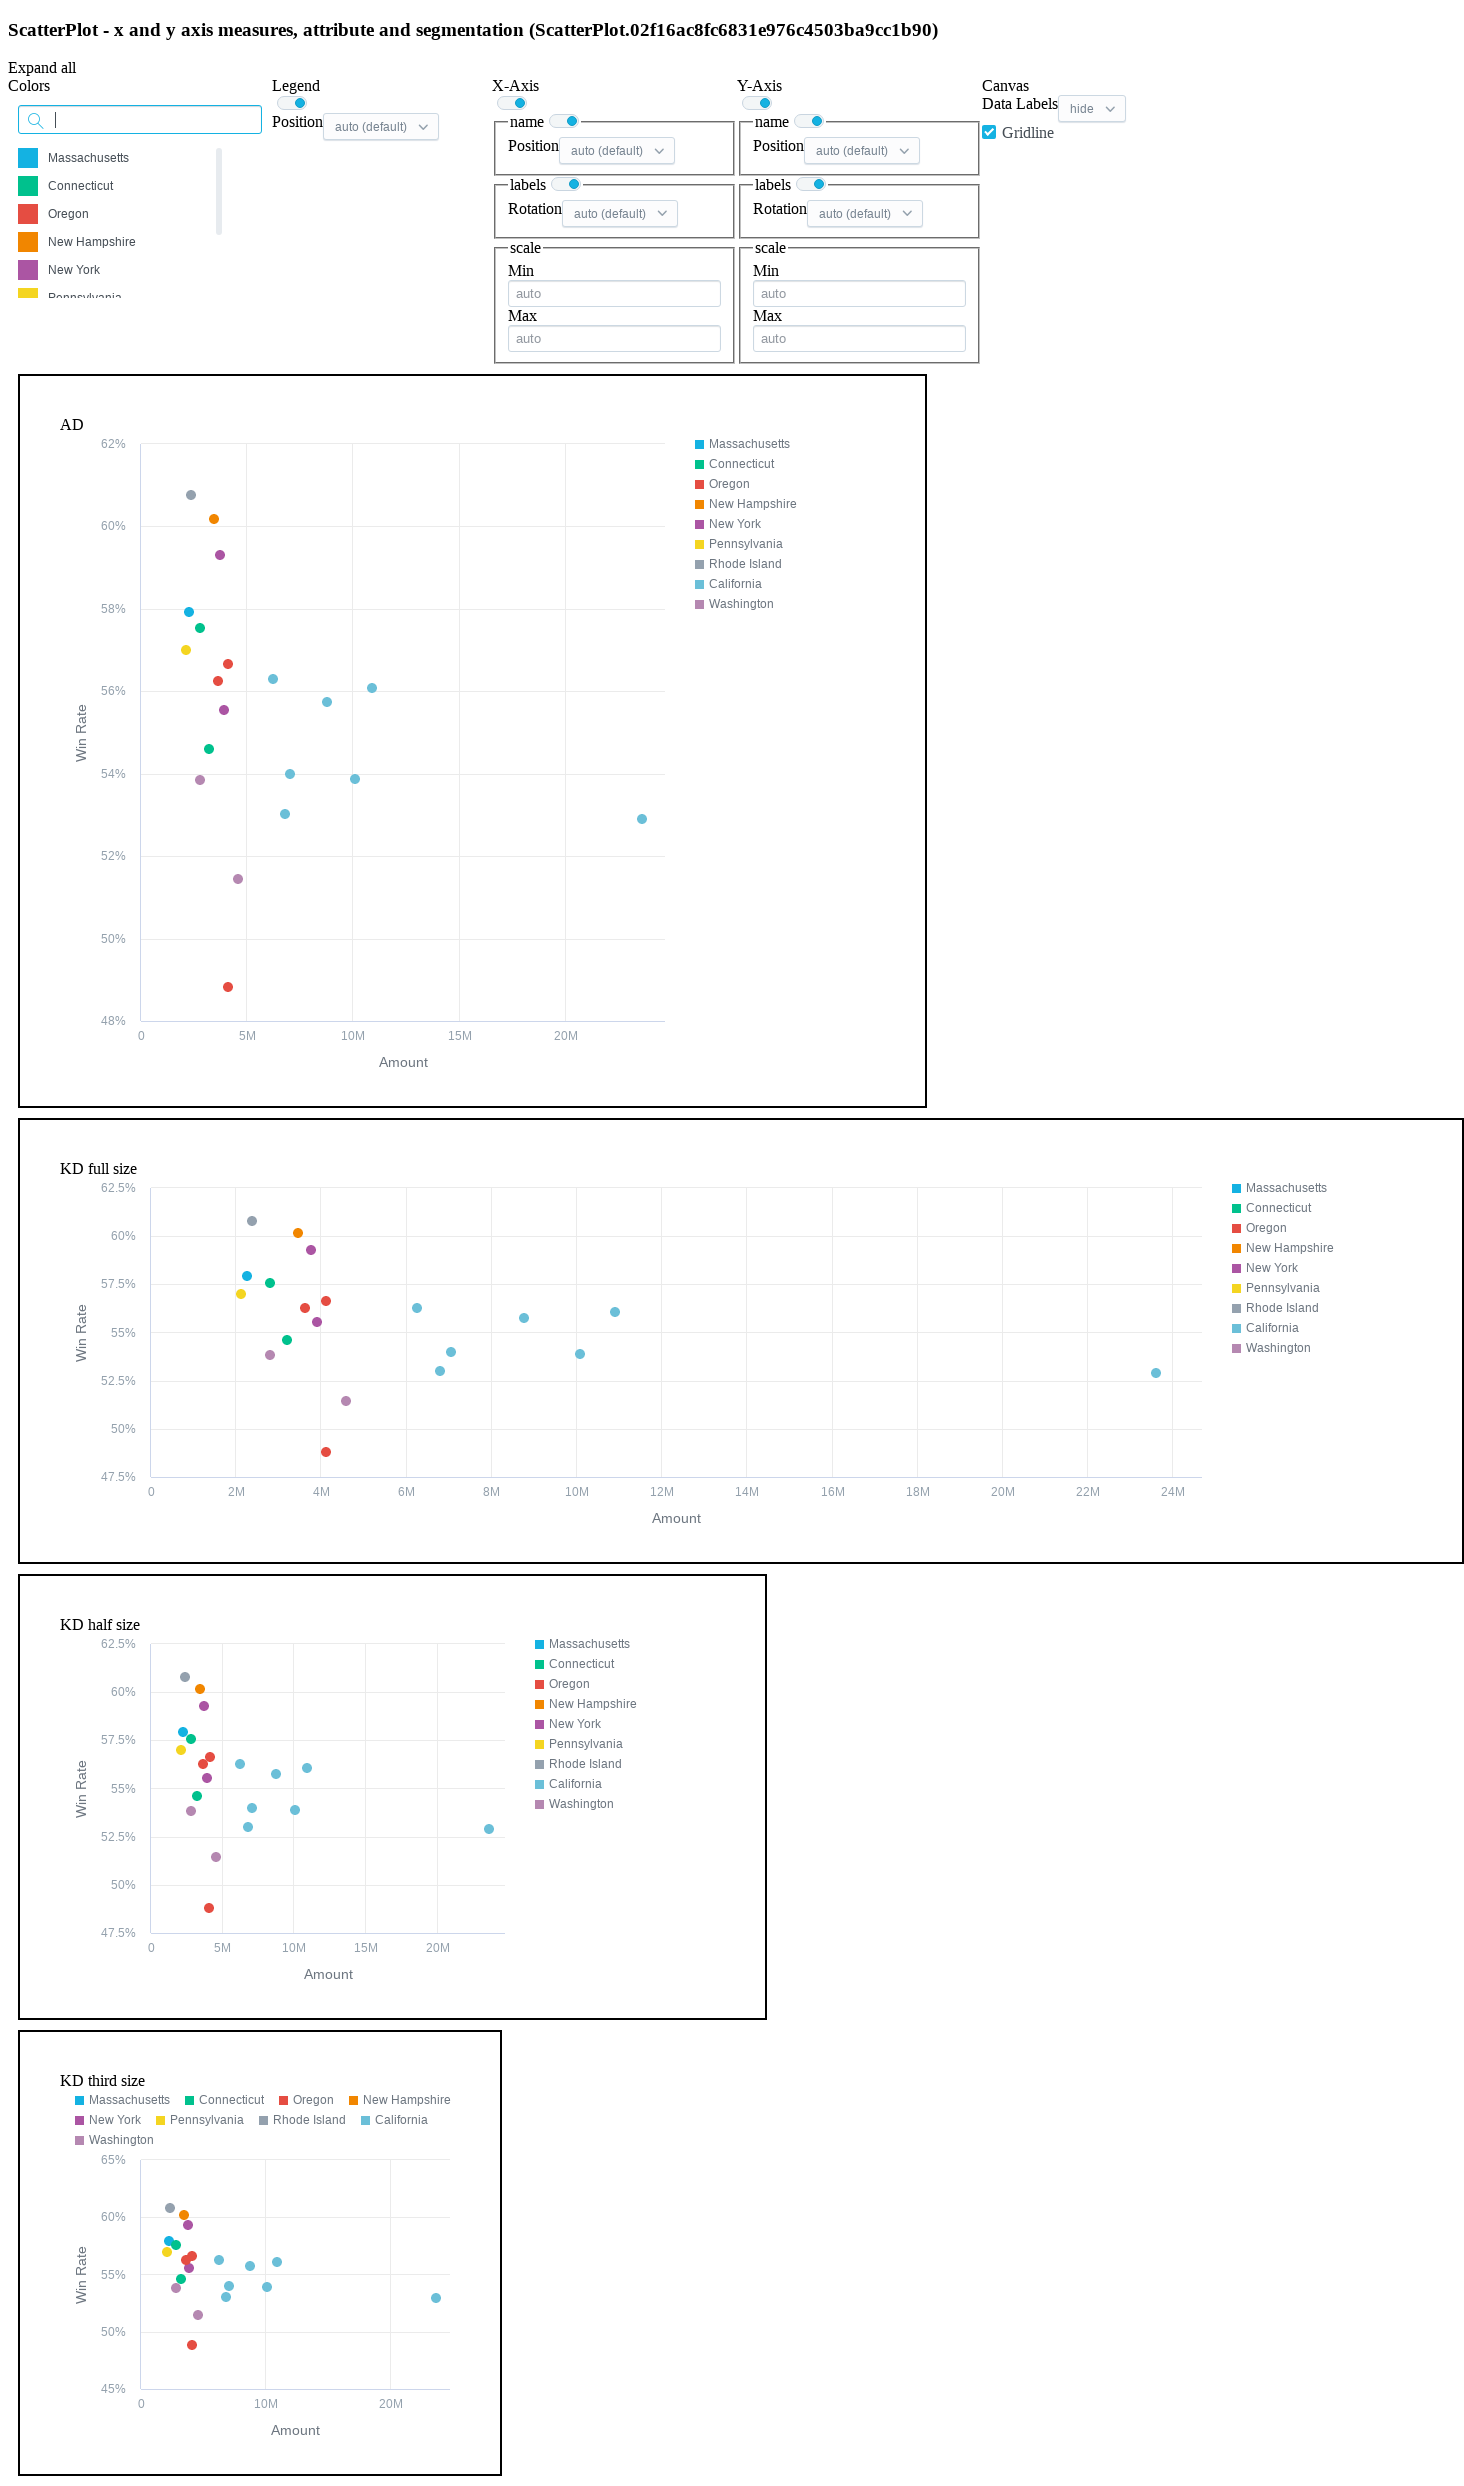 ScatterPlot - x and y axis measures, attribute and segmentation (ScatterPlot.02f16ac8fc6831e976c4503ba9cc1b90)
Expand all
Colors
Massachusetts
Connecticut
Oregon
New Hampshire
New York
Pennsylvania
Legend
Position auto (default)
X-Axis
name
Position auto (default)
labels
Rotation auto (default)
scale
Min
auto
Max
auto
Y-Axis
name
Position auto (default)
labels
Rotation auto (default)
scale
Min
auto
Max
auto
Canvas
Data Labels hide
Gridline
AD
62%
60%
58%
56%
54%
52%
50%
48%
Win Rate
0 5M 10M 15M 20M
Amount
Massachusetts
Connecticut
Oregon
New Hampshire
New York
Pennsylvania
Rhode Island
California
Washington
KD full size
62.5%
60%
57.5%
55%
52.5%
50%
47.5%
Win Rate
0 2M 4M 6M 8M 10M 12M 14M 16M 18M 20M 22M 24M
Amount
Massachusetts
Connecticut
Oregon
New Hampshire
New York
Pennsylvania
Rhode Island
California
Washington
KD half size
62.5%
60%
57.5%
55%
52.5%
50%
47.5%
Win Rate
0 5M 10M 15M 20M
Amount
Massachusetts
Connecticut
Oregon
New Hampshire
New York
Pennsylvania
Rhode Island
California
Washington
KD third size
Massachusetts Connecticut Oregon New Hampshire
New York Pennsylvania Rhode Island California
Washington
65%
60%
55%
50%
45%
Win Rate
0 10M 20M
Amount